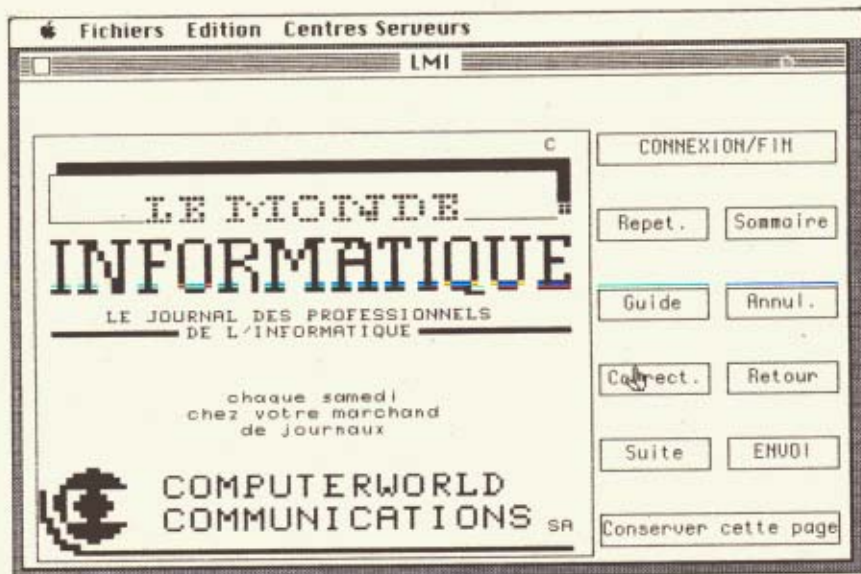 Fichiers Edition Centres Serveurs
LMI
C
LE MONDE
INFORMATIQUE
LE JOURNAL DES PROFESSIONNELS
DE L'INFORMATIQUE
chaque samedi
chez votre marchand
de journaux
COMPUTERWORLD
COMMUNICATIONS SA
CONNEXION/FIN
Repet. Sommaire
Guide Annul.
Correct. Retour
Suite ENVOI
Conserver cette page